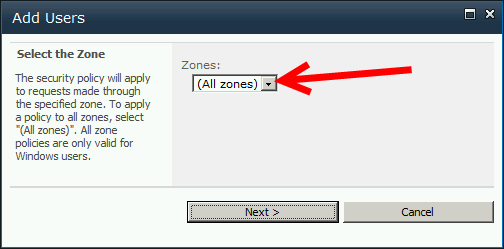 Add Users
Select the Zone
The security policy will apply
to requests made through
the specified zone. To apply
a policy to all zones, select
"(All zones)". All zone
policies are only valid for
Windows users.
Zones:
(All zones)
Next >
Cancel